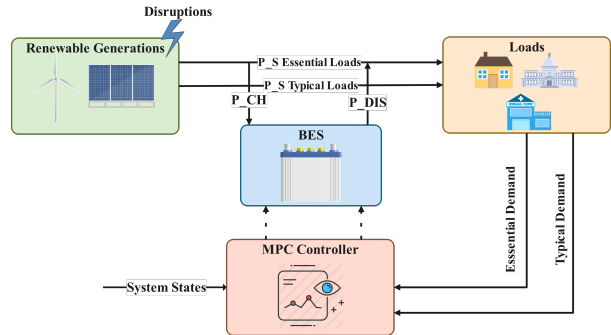 Disruptions
Renewable Generations
Loads
P_S Essential Loads
P_S Typical Loads
P_CH
P_DIS
BES
MPC Controller
System States
Esssential Demand
Typical Demand